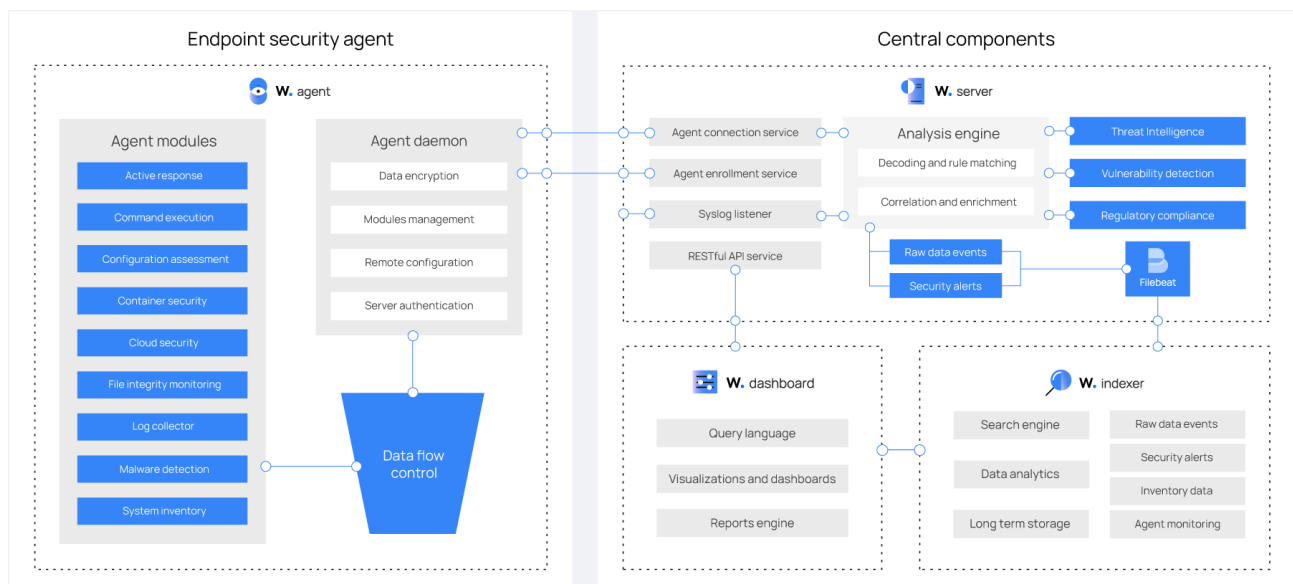 Endpoint security agent
W. agent
Agent modules
Active response
Command execution
Configuration assessment
Container security
Cloud security
File integrity monitoring
Log collector
Malware detection
System inventory
Agent daemon
Data encryption
Modules management
Remote configuration
Server authentication
Data flow
control
Central components
W. server
Agent connection service
Agent enrollment service
Syslog listener
RESTful API service
Analysis engine
Decoding and rule matching
Correlation and enrichment
Threat Intelligence
Vulnerability detection
Regulatory compliance
Raw data events
Security alerts
Filebeat
W. dashboard
Query language
Visualizations and dashboards
Reports engine
W. indexer
Search engine
Data analytics
Long term storage
Raw data events
Security alerts
Inventory data
Agent monitoring